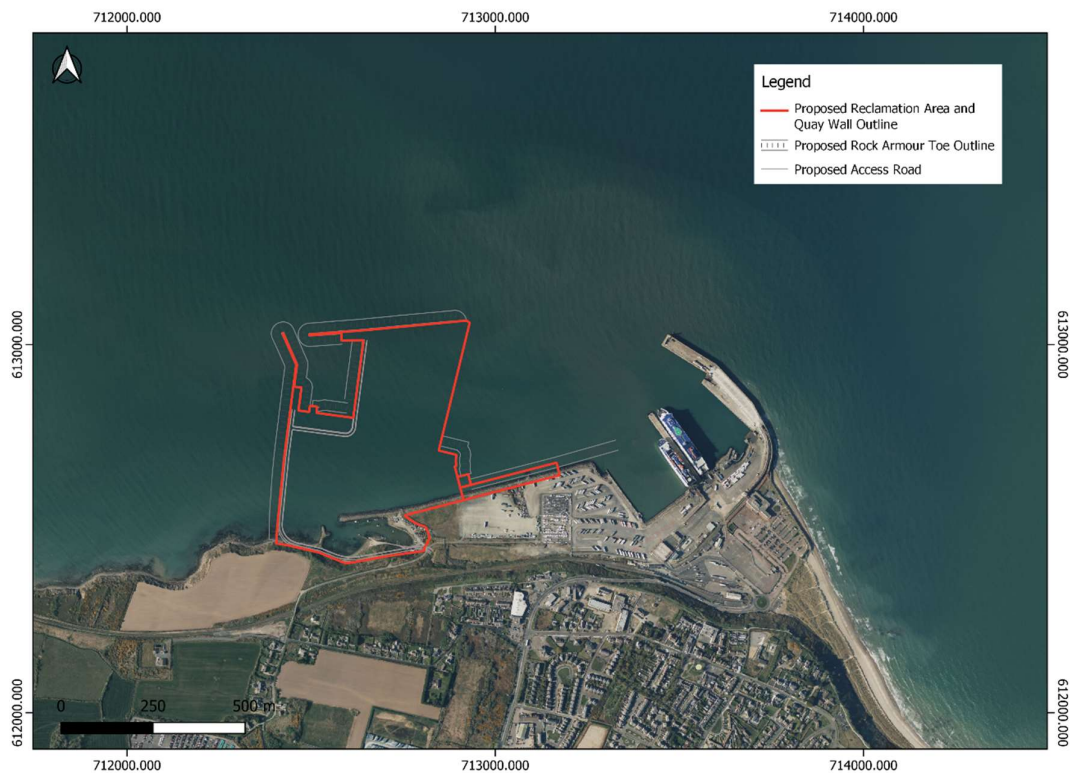 712000.000
713000.000
714000.000
Legend
Proposed Reclamation Area and
Quay Wall Outline
Proposed Rock Armour Toe Outline
Proposed Access Road
613000.000
613000.000
612000.000
612000.000
0
250
500 m
712000.000
713000.000
714000.000